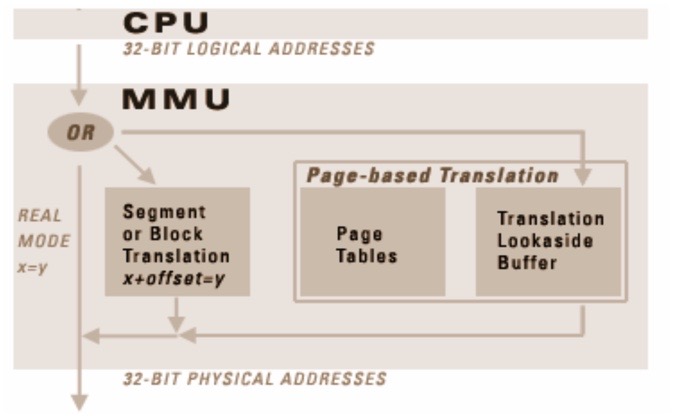 CPU
32-BIT LOGICAL ADDRESSES
MMU
OR
Page-based Translation
REAL
MODE
x=y
Segment
or Block
Translation
x+offset=y
Page
Tables
Translation
Lookaside
Buffer
32-BIT PHYSICAL ADDRESSES